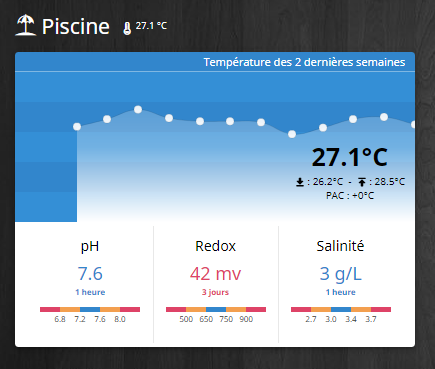 Piscine 27.1 °C
Température des 2 dernières semaines
27.1°C
: 26.2°C - : 28.5°C
PAC : +0°C
pH Redox Salinité
7.6 42 mv 3 g/L
1 heure 3 jours 1 heure
6.8 7.2 7.6 8.0 500 650 750 900 2.7 3.0 3.4 3.7